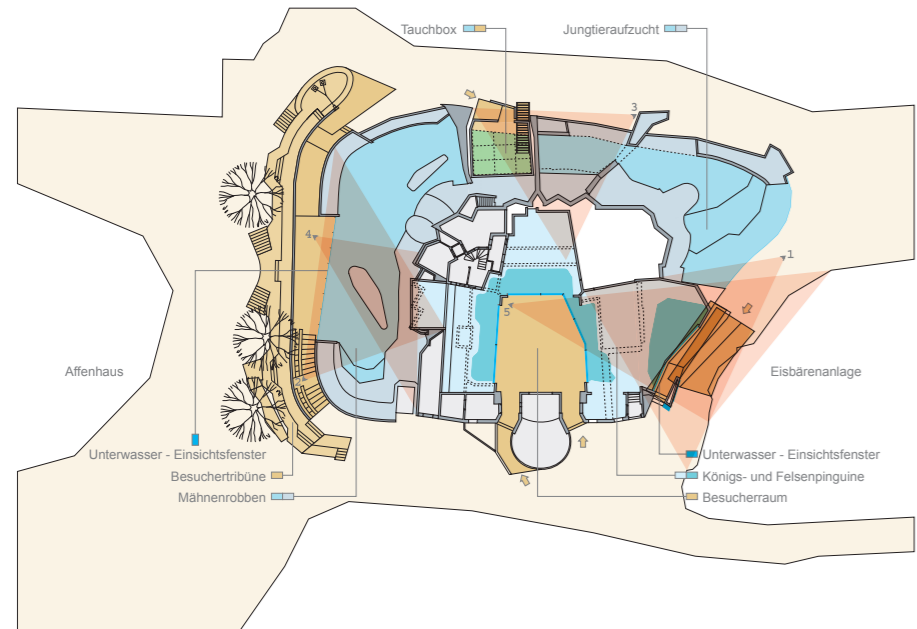 Tauchbox
Jungtieraufzucht
3
4
1
5
2
Affenhaus
Eisbärenanlage
Unterwasser - Einsichtsfenster
Besuchertribüne
Mähnenrobben
Unterwasser - Einsichtsfenster
Königs- und Felsenpinguine
Besucherraum